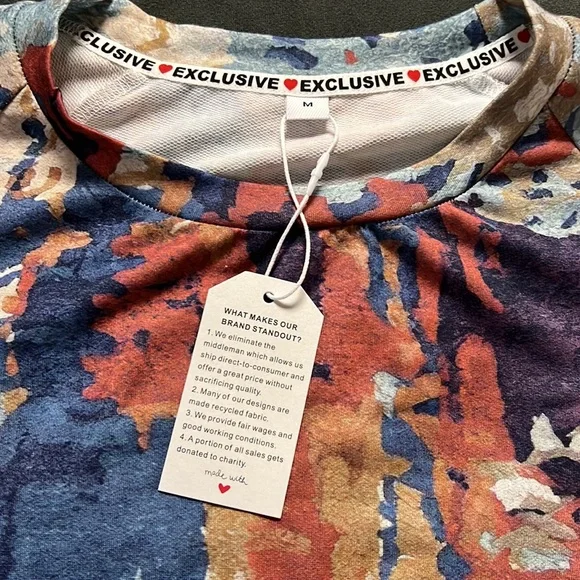 EXCLUSIVE ♥ EXCLUSIVE ♥ EXCLUSIVE ♥ EXCLUSIVE ♥
M
WHAT MAKES OUR
BRAND STANDOUT?
1. We eliminate the
middleman which allows us
ship direct-to-consumer and
offer a great price without
sacrificing quality.
2. Many of our designs are
made recycled fabric.
3. We provide fair wages and
good working conditions.
4. A portion of all sales gets
donated to charity.
made with
♥